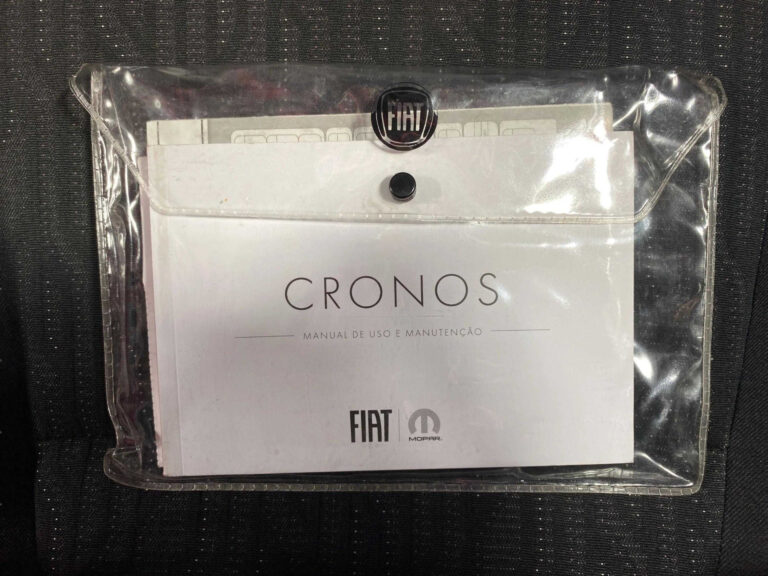 FIAT
CRONOS
MANUAL DE USO E MANUTENÇÃO
FIAT | MOPAR